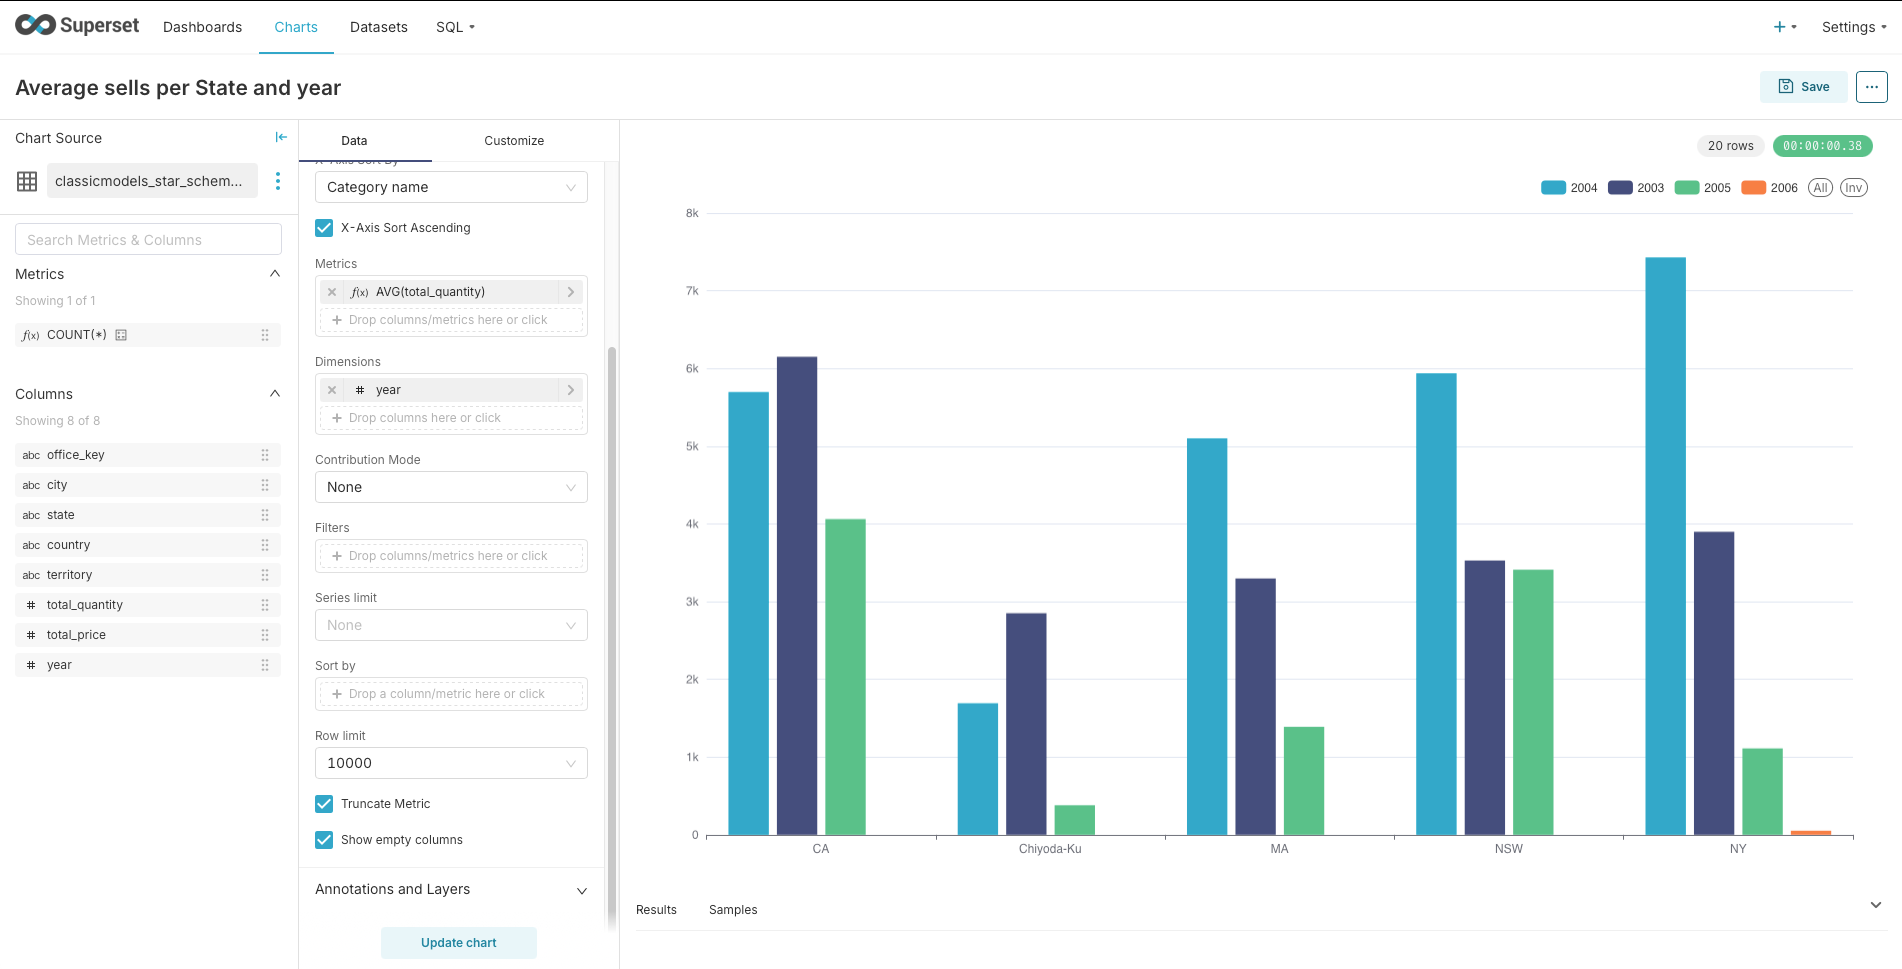 Superset
Dashboards
Charts
Datasets
SQL
+
Settings
Average sells per State and year
Save
...
Chart Source
classicmodels_star_schem...
Search Metrics & Columns
Metrics
Showing 1 of 1
f(x) COUNT(*)
Columns
Showing 8 of 8
abc office_key
abc city
abc state
abc country
abc territory
# total_quantity
# total_price
# year
Data
Customize
X-Axis Sort By
Category name
X-Axis Sort Ascending
Metrics
f(x) AVG(total_quantity)
+ Drop columns/metrics here or click
Dimensions
# year
+ Drop columns here or click
Contribution Mode
None
Filters
+ Drop columns/metrics here or click
Series limit
None
Sort by
+ Drop a column/metric here or click
Row limit
10000
Truncate Metric
Show empty columns
Annotations and Layers
Update chart
20 rows
00:00:00.38
2004
2003
2005
2006
All
Inv
8k
7k
6k
5k
4k
3k
2k
1k
0
CA
Chiyoda-Ku
MA
NSW
NY
Results
Samples